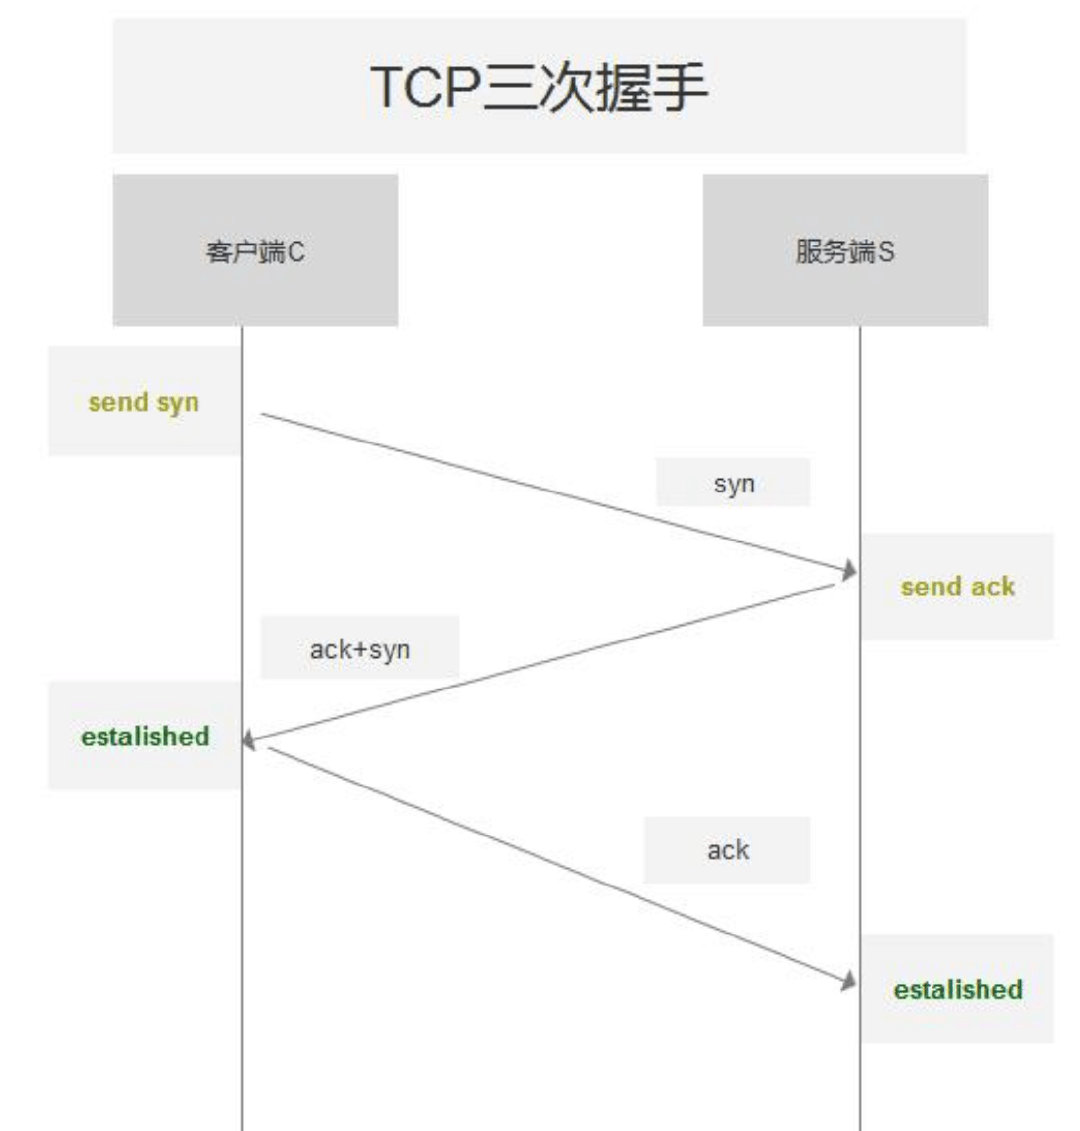 TCP三次握手
客户端C
服务端S
send syn
syn
send ack
ack+syn
estalished
ack
estalished